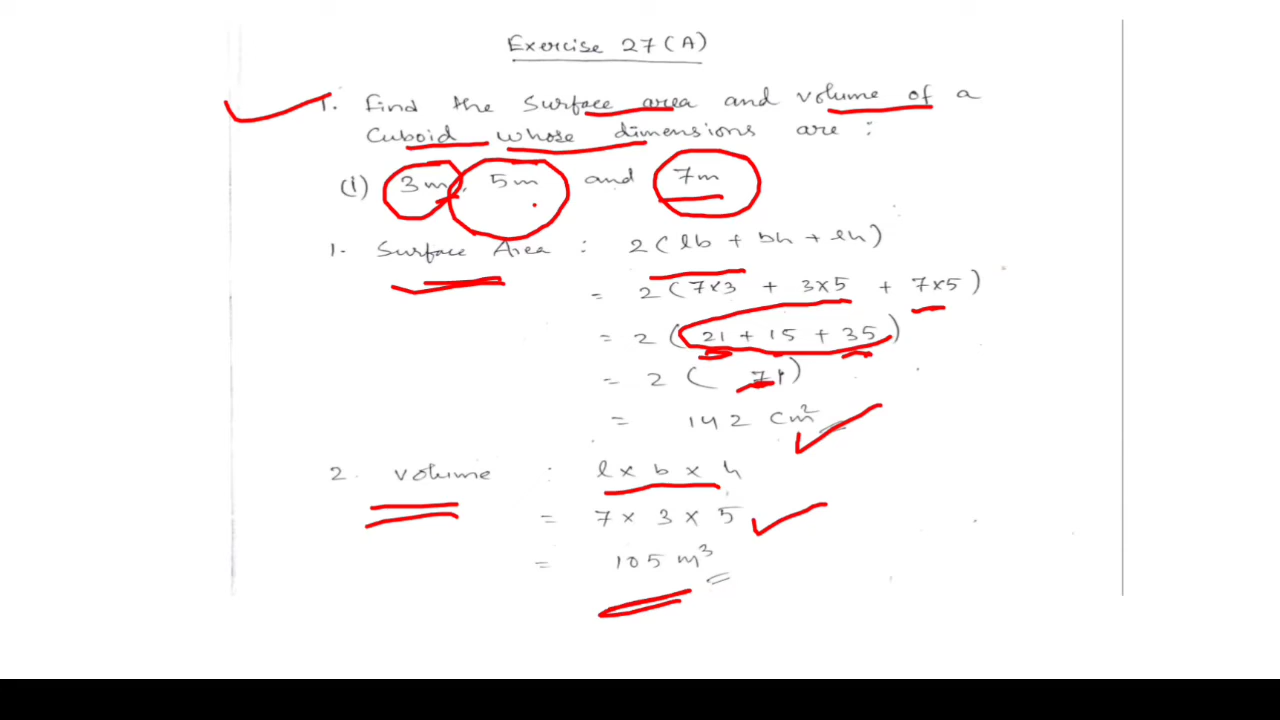 Exercise 27(A)
1. Find the surface area and volume of a
Cuboid whose dimensions are :
(i) 3m, 5m and 7m
1. Surface Area : 2(lb + bh + lh)
= 2(7×3 + 3×5 + 7×5)
= 2(21 + 15 + 35)
= 2( 71)
= 142 cm²
2. volume : l × b × h
= 7 × 3 × 5
= 105 m³